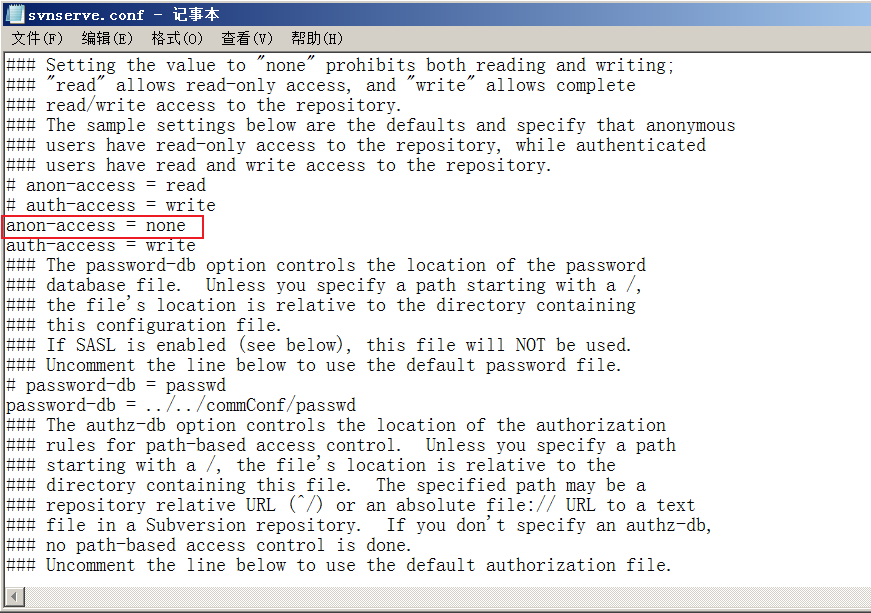 svnserve.conf - 记事本
文件(F) 编辑(E) 格式(O) 查看(V) 帮助(H)
### Setting the value to "none" prohibits both reading and writing;
### "read" allows read-only access, and "write" allows complete
### read/write access to the repository.
### The sample settings below are the defaults and specify that anonymous
### users have read-only access to the repository, while authenticated
### users have read and write access to the repository.
# anon-access = read
# auth-access = write
anon-access = none
auth-access = write
### The password-db option controls the location of the password
### database file.  Unless you specify a path starting with a /,
### the file's location is relative to the directory containing
### this configuration file.
### If SASL is enabled (see below), this file will NOT be used.
### Uncomment the line below to use the default password file.
# password-db = passwd
password-db = ../../commConf/passwd
### The authz-db option controls the location of the authorization
### rules for path-based access control.  Unless you specify a path
### starting with a /, the file's location is relative to the
### directory containing this file.  The specified path may be a
### repository relative URL (^/) or an absolute file:// URL to a text
### file in a Subversion repository.  If you don't specify an authz-db,
### no path-based access control is done.
### Uncomment the line below to use the default authorization file.